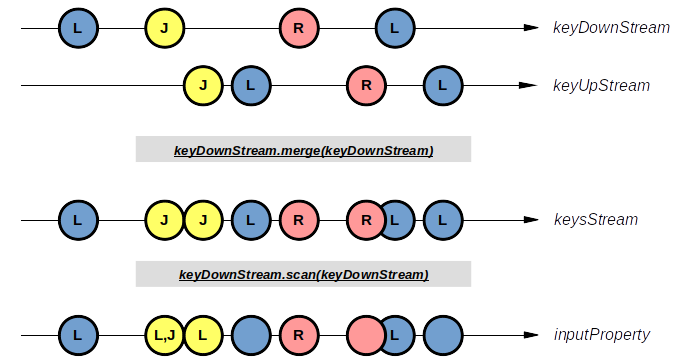 L J R L keyDownStream
J L R L keyUpStream
keyDownStream.merge(keyDownStream)
L J J L R R L L keysStream
keyDownStream.scan(keyDownStream)
L L,J L R L inputProperty